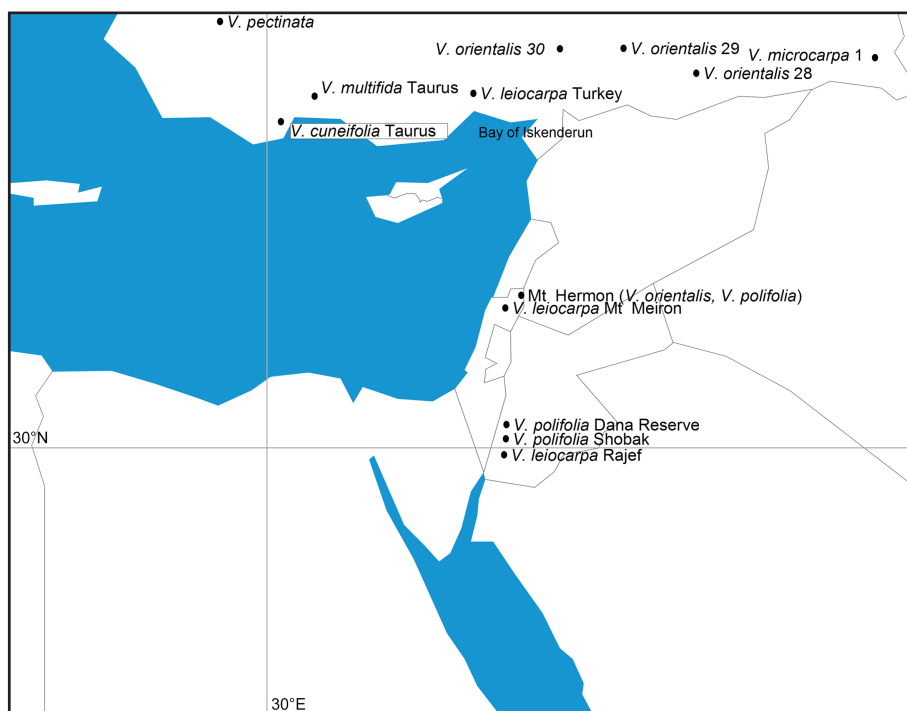 V. pectinata
V. orientalis 30
V. orientalis 29
V. microcarpa 1
V. orientalis 28
V. multifida Taurus
V. leiocarpa Turkey
V. cuneifolia Taurus
Bay of Iskenderun
Mt. Hermon (V. orientalis, V. polifolia)
V. leiocarpa Mt Meiron
V. polifolia Dana Reserve
30°N
V. polifolia Shobak
V. leiocarpa Rajef
30°E